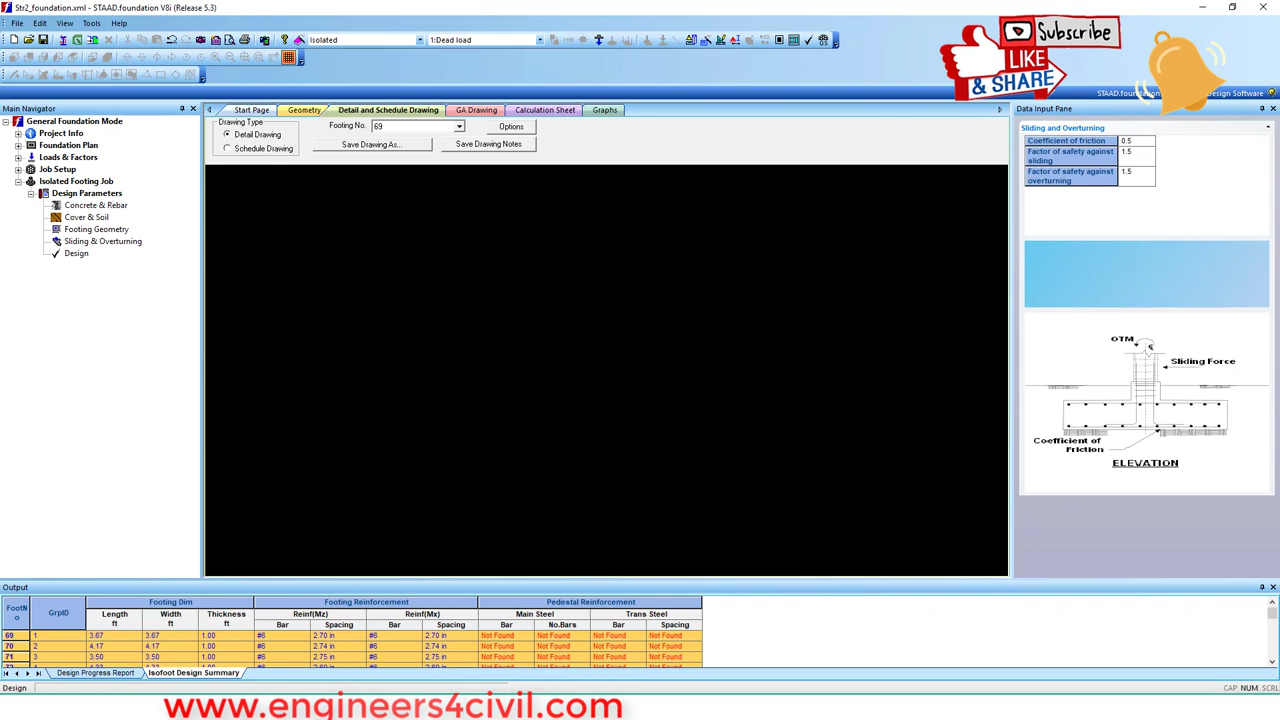 Str2_foundation.xml - STAAD.foundation V8i (Release 5.3)
File Edit View Tools Help
Isolated
1:Dead load
Subscribe
LIKE
& SHARE
STAAD.found
Design Software
Main Navigator
General Foundation Mode
Project Info
Foundation Plan
Loads & Factors
Job Setup
Isolated Footing Job
Design Parameters
Concrete & Rebar
Cover & Soil
Footing Geometry
Sliding & Overturning
Design
Start Page Geometry Detail and Schedule Drawing GA Drawing Calculation Sheet Graphs
Drawing Type
Detail Drawing
Schedule Drawing
Footing No. 69
Options
Save Drawing As...
Save Drawing Notes
Data Input Pane
Sliding and Overturning
Coefficient of friction 0.5
Factor of safety against sliding 1.5
Factor of safety against overturning 1.5
OTM
Sliding Force
Coefficient of
Friction
ELEVATION
Output
FootNo GrpID Footing Dim Footing Reinforcement Pedestal Reinforcement
Length ft Width ft Thickness ft Reinf(Mz) Reinf(Mx) Main Steel Trans Steel
Bar Spacing Bar Spacing Bar No.Bars Bar Spacing
69 1 3.67 3.67 1.00 #6 2.70 in #6 2.70 in Not Found Not Found Not Found Not Found
70 2 4.17 4.17 1.00 #6 2.74 in #6 2.74 in Not Found Not Found Not Found Not Found
71 3 3.50 3.50 1.00 #6 2.75 in #6 2.75 in Not Found Not Found Not Found Not Found
Design Progress Report Isofoot Design Summary
Design
CAP NUM SCRL
www.engineers4civil.com